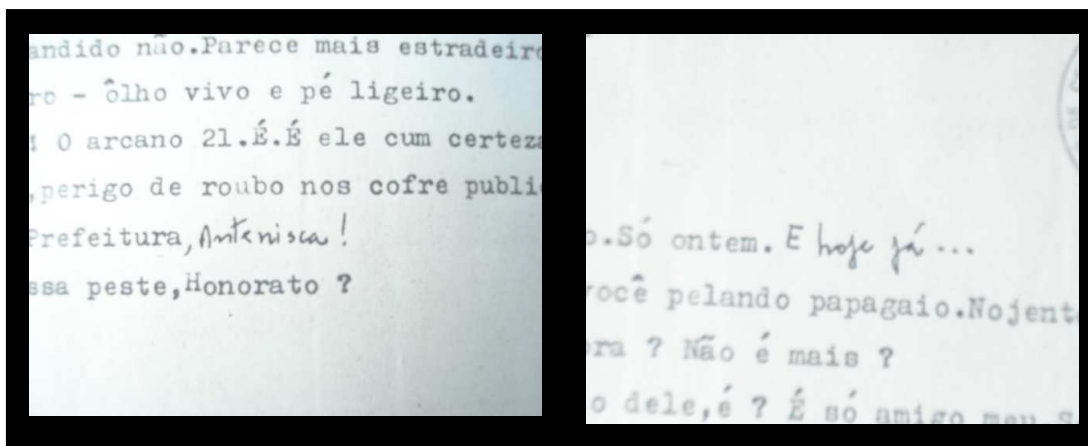 andido não.Parece mais estradeiro
ro - ôlho vivo e pé ligeiro.
O arcano 21.É.É ele cum certeza
,perigo de roubo nos cofre publi
Prefeitura, Antenisca!
ssa peste,Honorato ?
o.Só ontem. E hoje já...
você pelando papagaio.Nojent
ora ? Não é mais ?
o dele,é ? É só amigo meu.S